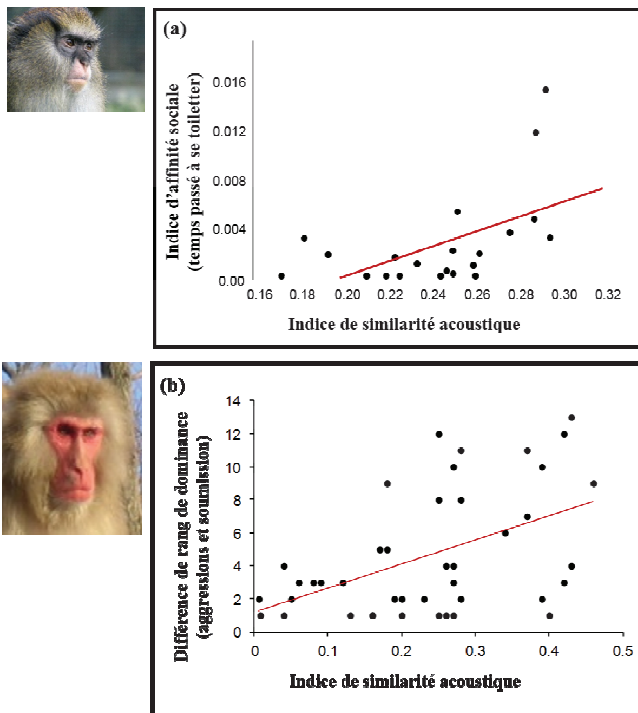 (a)
Indice d'affinité sociale
(temps passé à se toiletter)
0.016
0.012
0.008
0.004
0.00
0.16 0.18 0.20 0.22 0.24 0.26 0.28 0.30 0.32
Indice de similarité acoustique
(b)
Différence de rang de dominance
(aggressions et soumission)
14
12
10
8
6
4
2
0
0 0.1 0.2 0.3 0.4 0.5
Indice de similarité acoustique